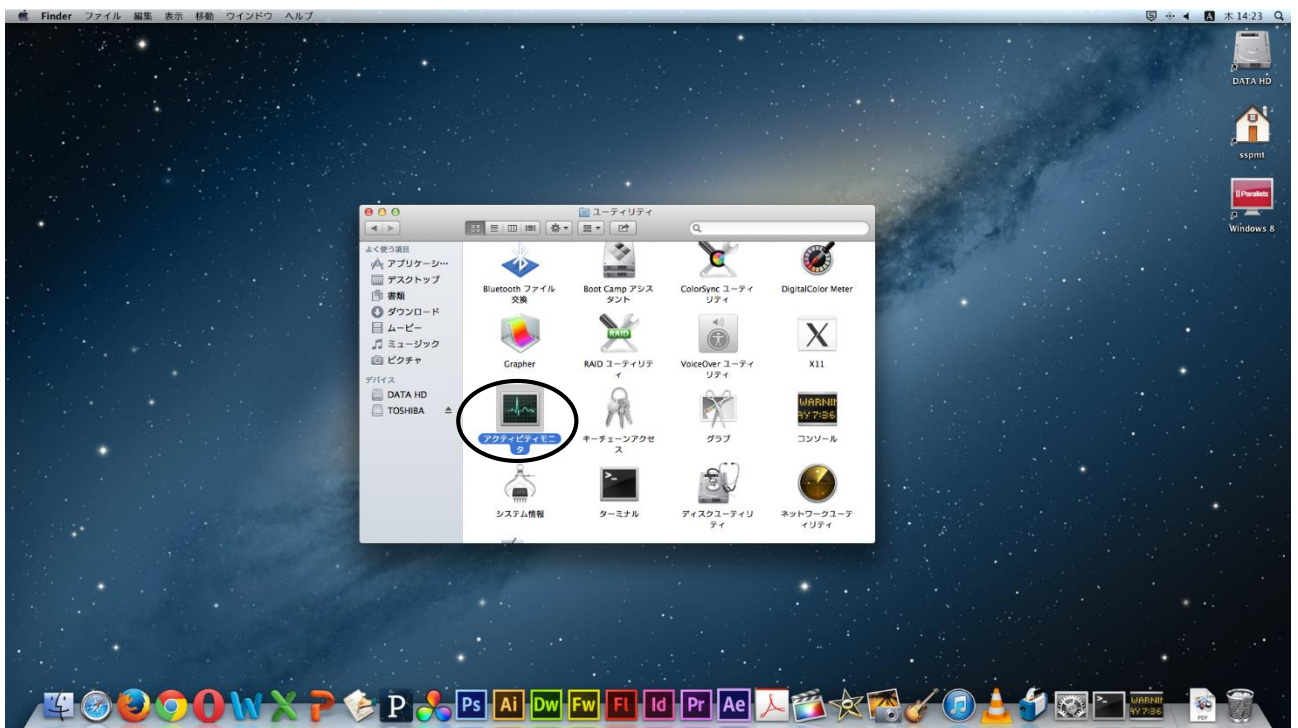 Finder ファイル 編集 表示 移動 ウインドウ ヘルプ
木 14:23
DATA HD
sspmt
|| Parallels
Windows 8
ユーティリティ
よく使う項目
アプリケーシ…
デスクトップ
書類
ダウンロード
ムービー
ミュージック
ピクチャ
デバイス
DATA HD
TOSHIBA
Bluetooth ファイル
交換
Boot Camp アシス
タント
ColorSync ユーティ
リティ
DigitalColor Meter
Grapher
RAID
RAID ユーティリテ
ィ
VoiceOver ユーティ
リティ
X
X11
アクティビティモニ
タ
キーチェーンアクセ
ス
グラブ
WARNIN
AY 7:36
コンソール
システム情報
ターミナル
ディスクユーティリ
ティ
ネットワークユーテ
ィリティ
P Ps Ai Dw Fw Fl Id Pr Ae
WARNIN
AY 7:36
PDF